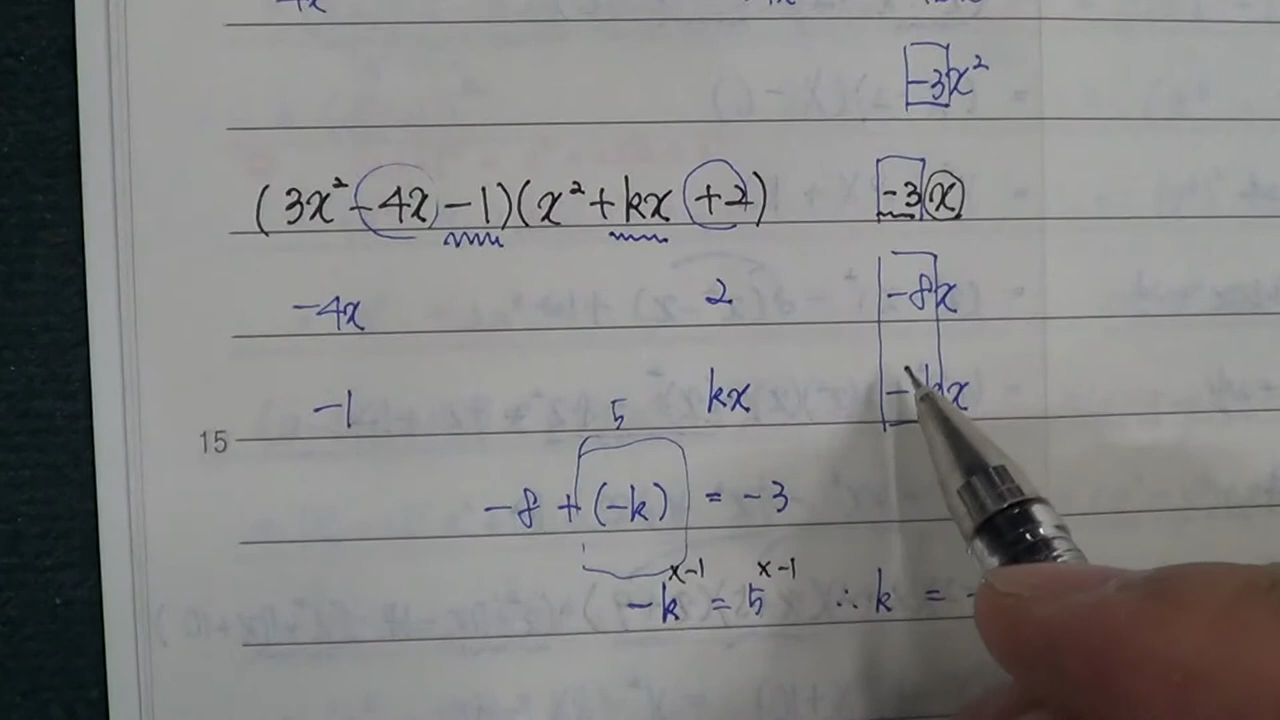 -3x²
(3x² -4x -1)(x² + kx +2) -3x
-4x 2 -8x
-1 kx -kx
15
5
-8 + (-k) = -3
x-1 x-1
-k = 5 ∴ k = -